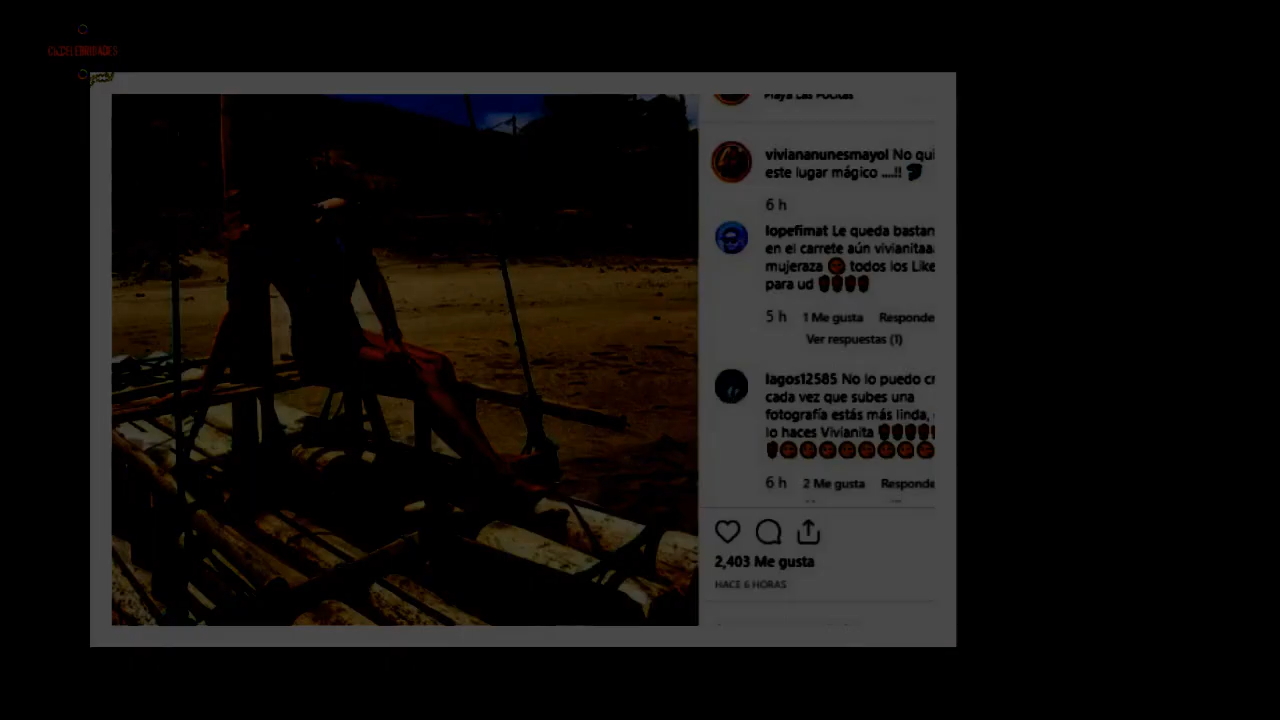 Playa Las Pocitas
viviananunesmayol No qui
este lugar mágico ....!!
6 h
lopefimat Le queda bastan
en el carrete aún vivianitaa
mujeraza todos los Like
para ud
5 h 1 Me gusta Responde
Ver respuestas (1)
lagos12585 No lo puedo cr
cada vez que subes una
fotografía estás más linda,
lo haces Vivianita
6 h 2 Me gusta Responde
2,403 Me gusta
HACE 6 HORAS